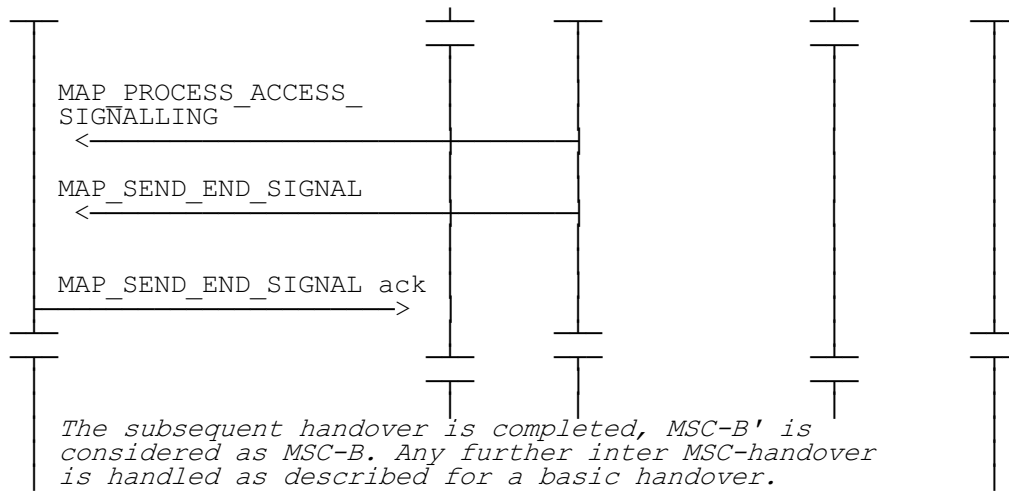 MAP_PROCESS_ACCESS_
SIGNALLING
MAP_SEND_END_SIGNAL
MAP_SEND_END_SIGNAL ack
The subsequent handover is completed, MSC-B' is
considered as MSC-B. Any further inter MSC-handover
is handled as described for a basic handover.